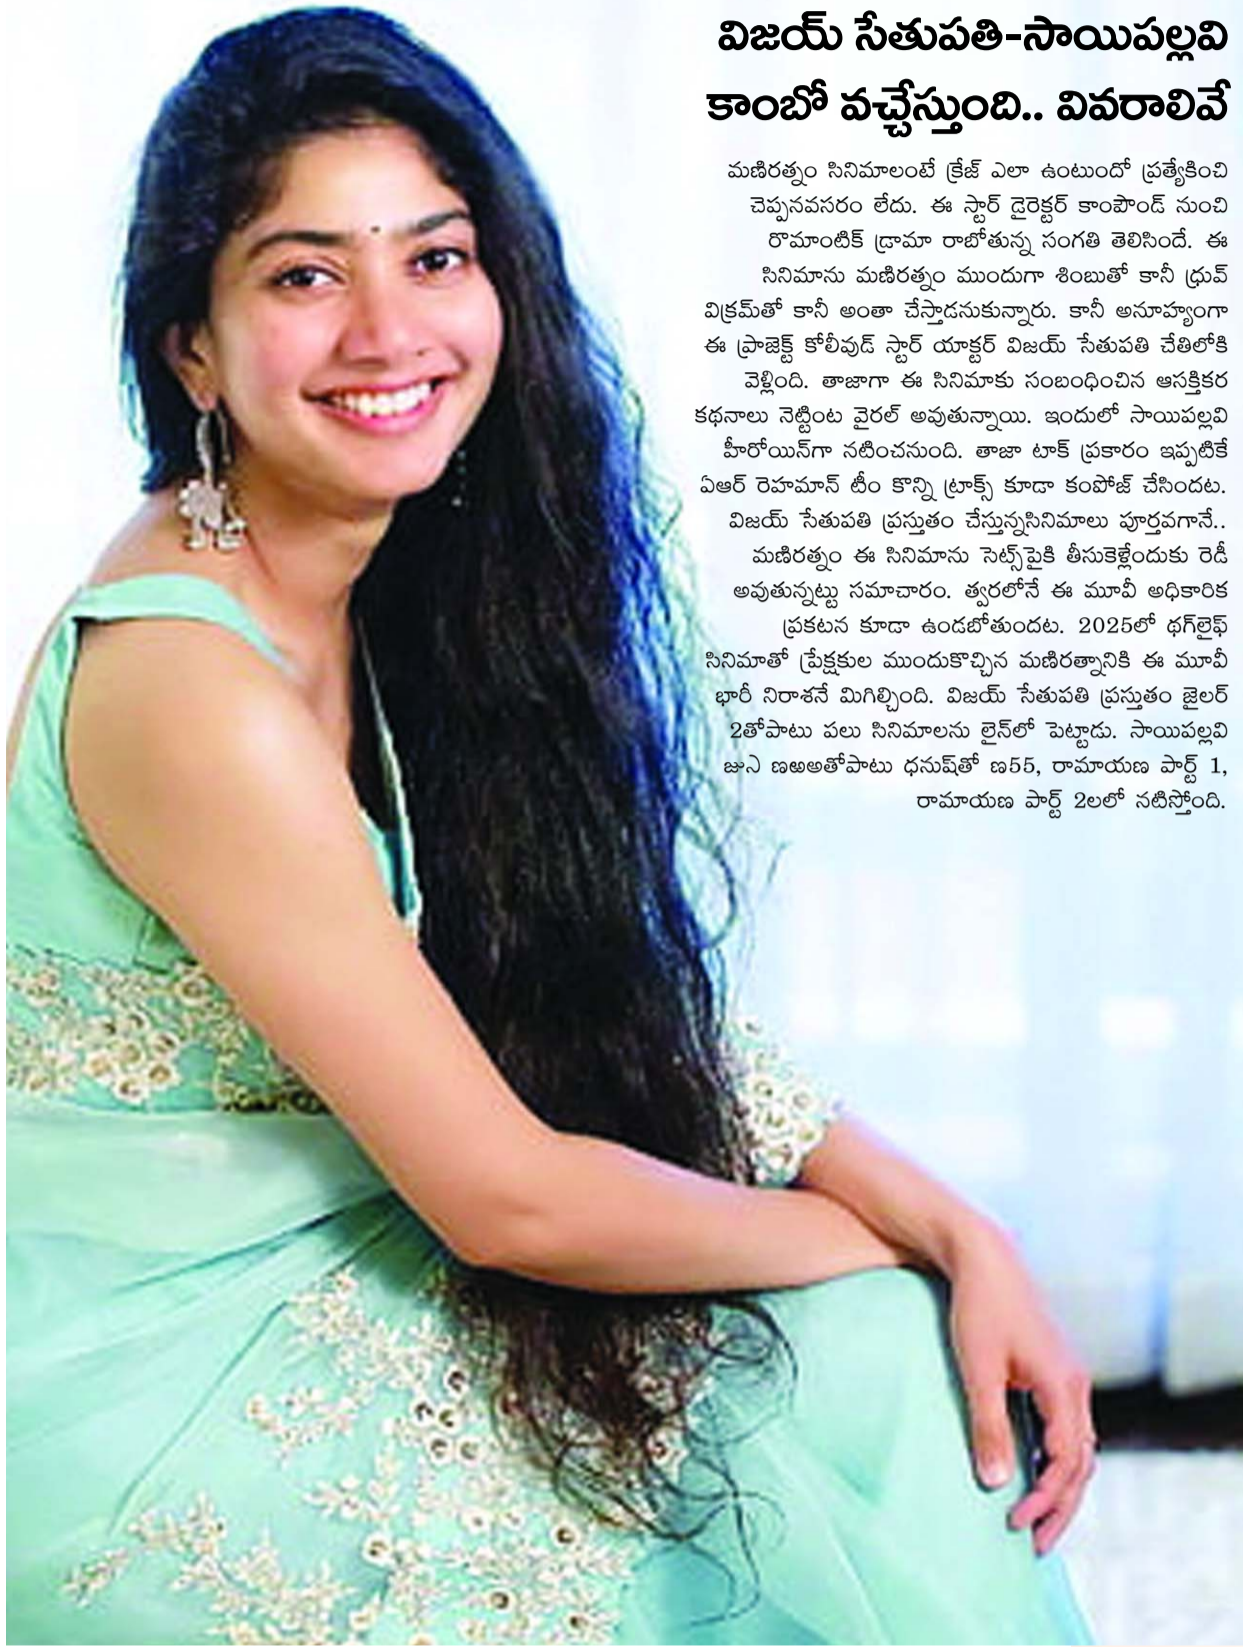 విజయ్ సేతుపతి-సాయిపల్లవి
కాంబో వచ్చేస్తుంది.. వివరాలివే
మణిరత్నం సినిమాలంటే క్రేజ్ ఎలా ఉంటుందో ప్రత్యేకించి
చెప్పనవసరం లేదు. ఈ స్టార్ డైరెక్టర్ కాంపౌండ్ నుంచి
రొమాంటిక్ డ్రామా రాబోతున్న సంగతి తెలిసిందే. ఈ
సినిమాను మణిరత్నం ముందుగా శింబుతో కానీ ధ్రువ్
విక్రమ్‌తో కానీ అంతా చేస్తాడనుకున్నారు. కానీ అనూహ్యంగా
ఈ ప్రాజెక్ట్ కోలీవుడ్ స్టార్ యాక్టర్ విజయ్ సేతుపతి చేతిలోకి
వెళ్లింది. తాజాగా ఈ సినిమాకు సంబంధించిన ఆసక్తికర
కథనాలు నెట్టింట వైరల్ అవుతున్నాయి. ఇందులో సాయిపల్లవి
హీరోయిన్‌గా నటించనుంది. తాజా టాక్ ప్రకారం ఇప్పటికే
ఏఆర్ రెహమాన్ టీం కొన్ని ట్రాక్స్ కూడా కంపోజ్ చేసిందట.
విజయ్ సేతుపతి ప్రస్తుతం చేస్తున్నసినిమాలు పూర్తవగానే..
మణిరత్నం ఈ సినిమాను సెట్స్‌పైకి తీసుకెళ్లేందుకు రెడీ
అవుతున్నట్టు సమాచారం. త్వరలోనే ఈ మూవీ అధికారిక
ప్రకటన కూడా ఉండబోతుందట. 2025లో థగ్‌లైఫ్
సినిమాతో ప్రేక్షకుల ముందుకొచ్చిన మణిరత్నానికి ఈ మూవీ
భారీ నిరాశనే మిగిల్చింది. విజయ్ సేతుపతి ప్రస్తుతం జైలర్
2తోపాటు పలు సినిమాలను లైన్‌లో పెట్టాడు. సాయిపల్లవి
ణఱఅతోపాటు ధనుష్‌తో ణ55, రామాయణ పార్ట్ 1,
రామాయణ పార్ట్ 2లలో నటిస్తోంది.